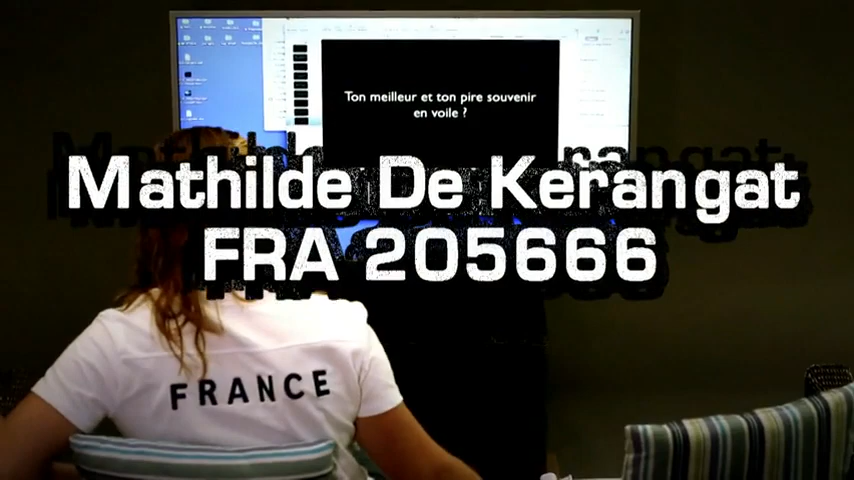 Ton meilleur et ton pire souvenir
en voile ?
Mathilde De Kerangat
FRA 205666
FRANCE